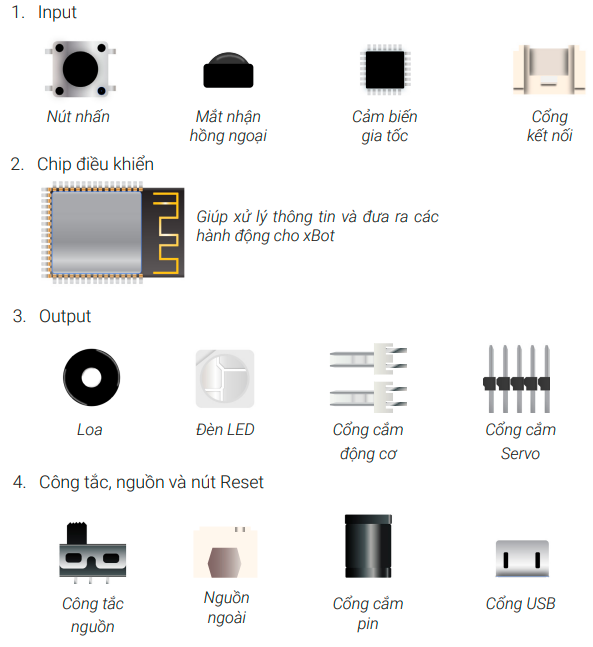 1. Input
Nút nhấn
Mắt nhận
hồng ngoại
Cảm biến
gia tốc
Cổng
kết nối
2. Chip điều khiển
Giúp xử lý thông tin và đưa ra các
hành động cho xBot
3. Output
Loa
Đèn LED
Cổng cắm
động cơ
Cổng cắm
Servo
4. Công tắc, nguồn và nút Reset
Công tắc
nguồn
Nguồn
ngoài
Cổng cắm
pin
Cổng USB